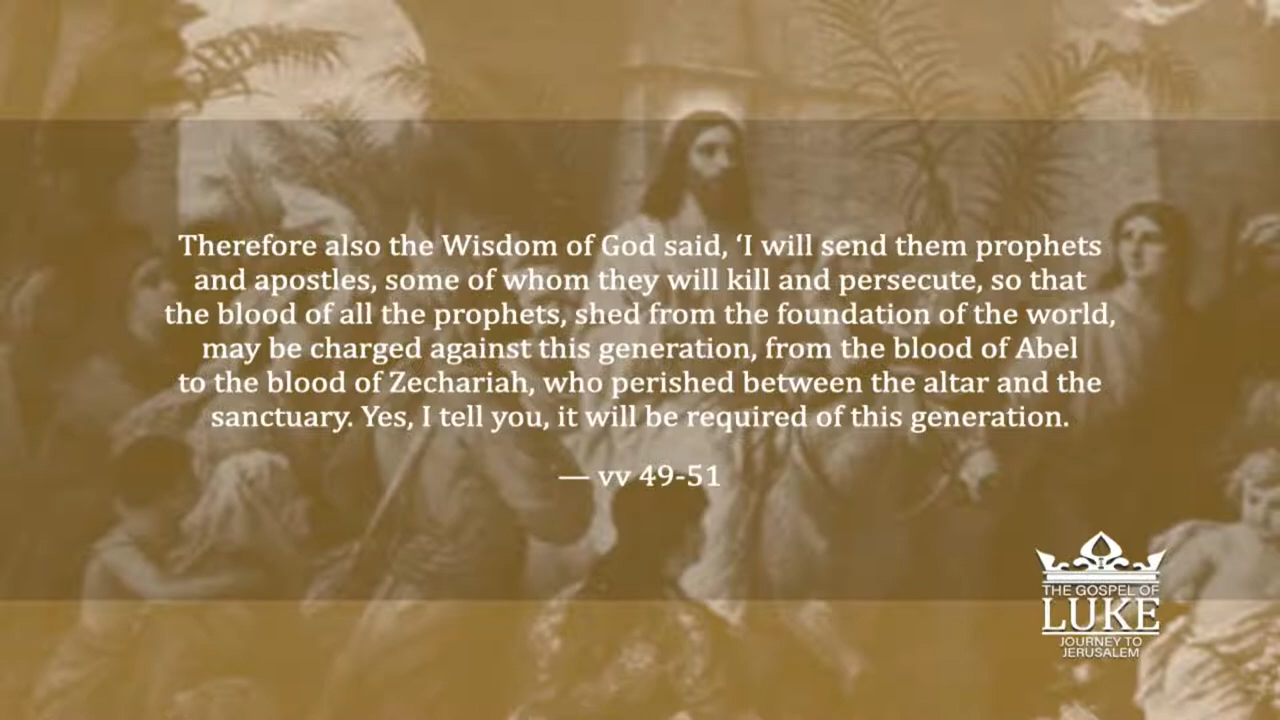 Therefore also the Wisdom of God said, ‘I will send them prophets
and apostles, some of whom they will kill and persecute, so that
the blood of all the prophets, shed from the foundation of the world,
may be charged against this generation, from the blood of Abel
to the blood of Zechariah, who perished between the altar and the
sanctuary. Yes, I tell you, it will be required of this generation.
— vv 49-51
THE GOSPEL OF
LUKE
JOURNEY TO
JERUSALEM